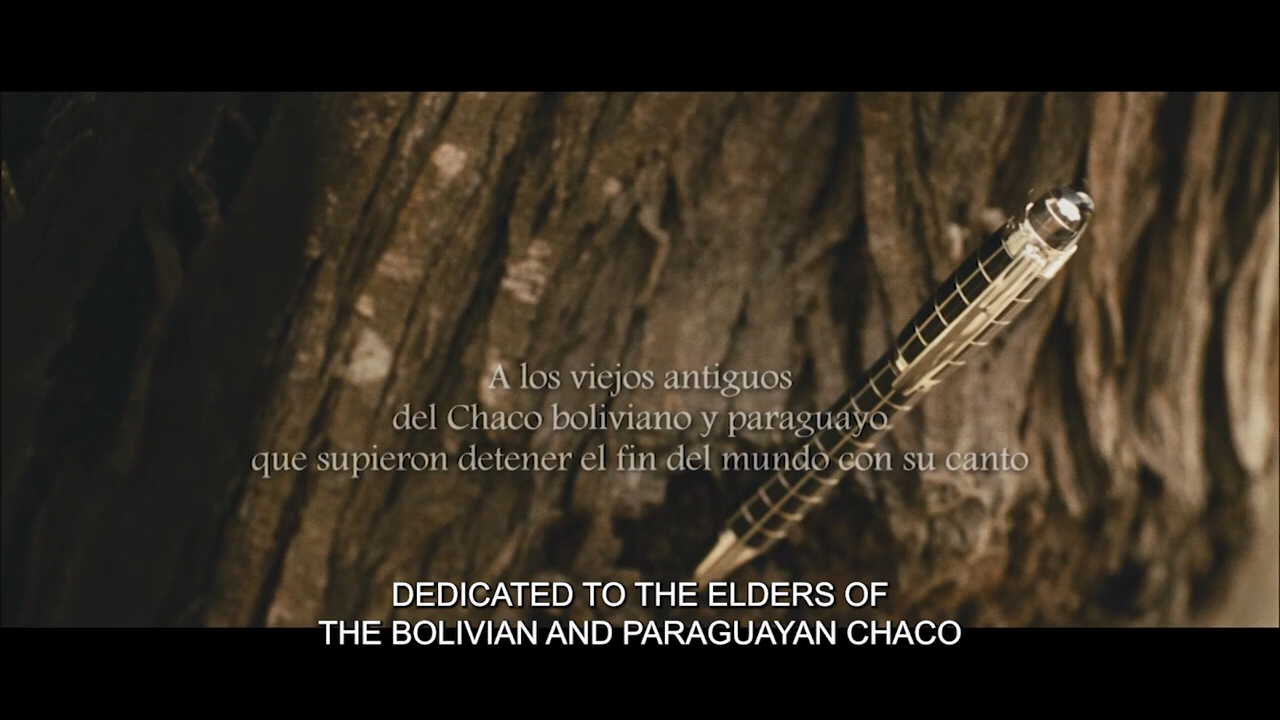 A los viejos antiguos
del Chaco boliviano y paraguayo
que supieron detener el fin del mundo con su canto
DEDICATED TO THE ELDERS OF
THE BOLIVIAN AND PARAGUAYAN CHACO